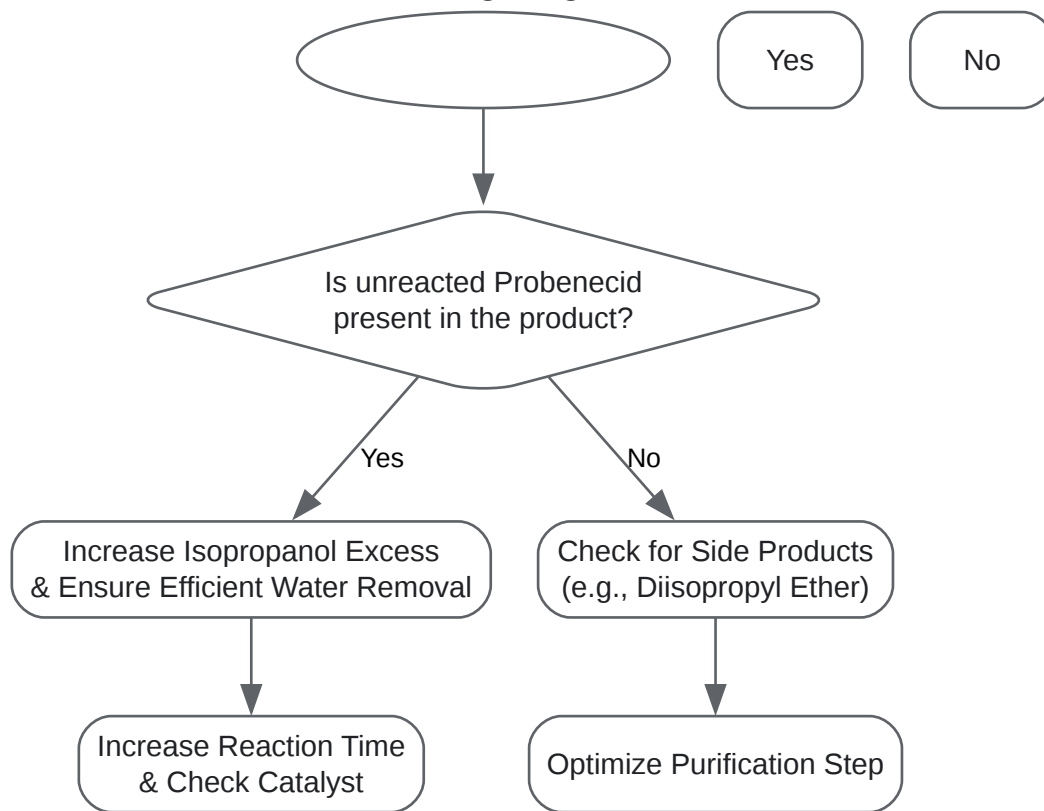 Yes
No
Is unreacted Probenecid
present in the product?
Yes
No
Increase Isopropanol Excess
& Ensure Efficient Water Removal
Check for Side Products
(e.g., Diisopropyl Ether)
Increase Reaction Time
& Check Catalyst
Optimize Purification Step